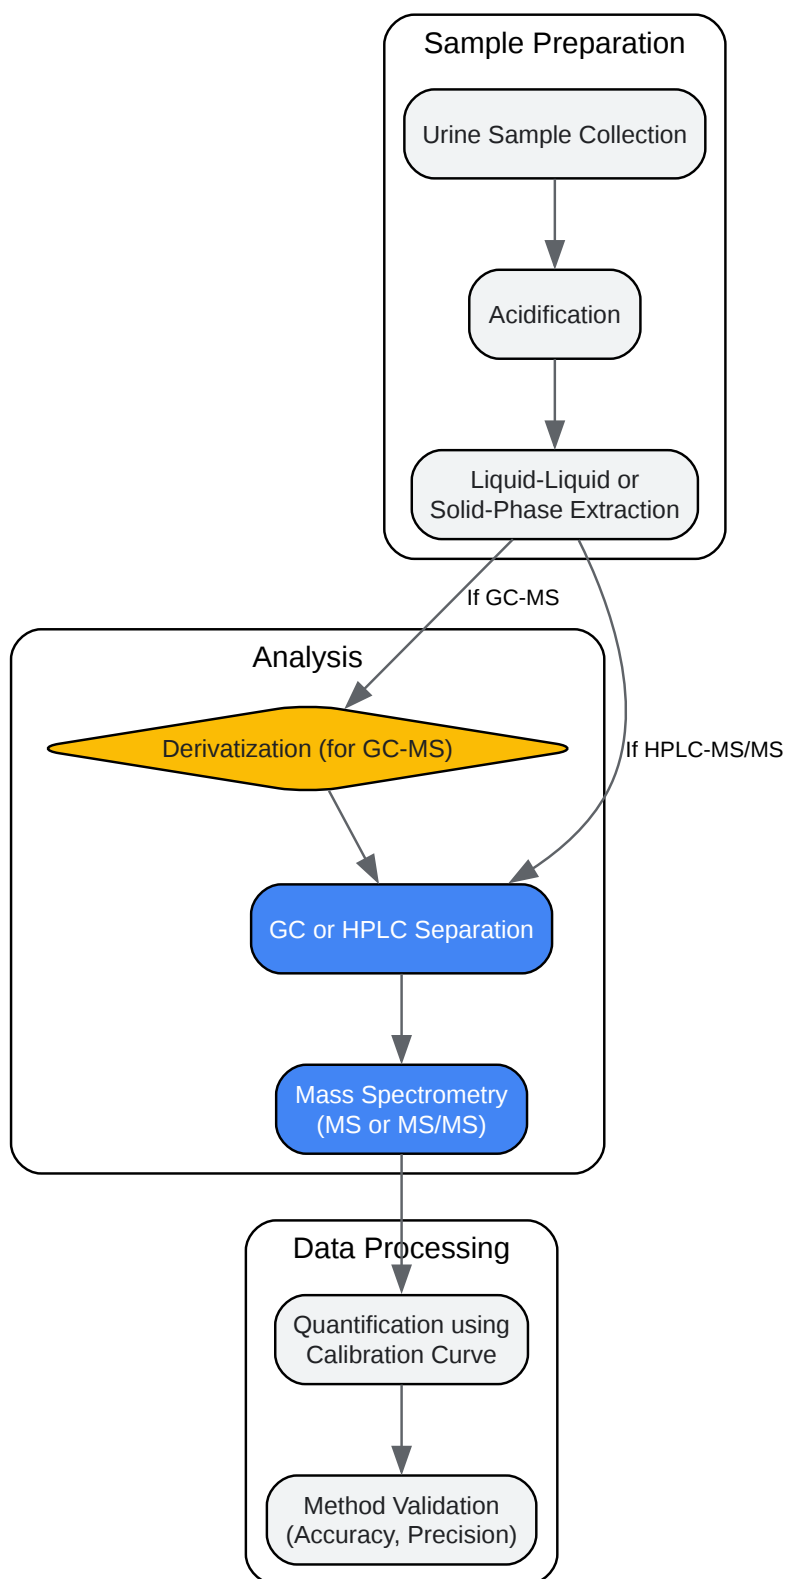 Sample Preparation
Urine Sample Collection
Acidification
Liquid-Liquid or
Solid-Phase Extraction
If GC-MS
Analysis
Derivatization (for GC-MS)
If HPLC-MS/MS
GC or HPLC Separation
Mass Spectrometry
(MS or MS/MS)
Data Processing
Quantification using
Calibration Curve
Method Validation
(Accuracy, Precision)